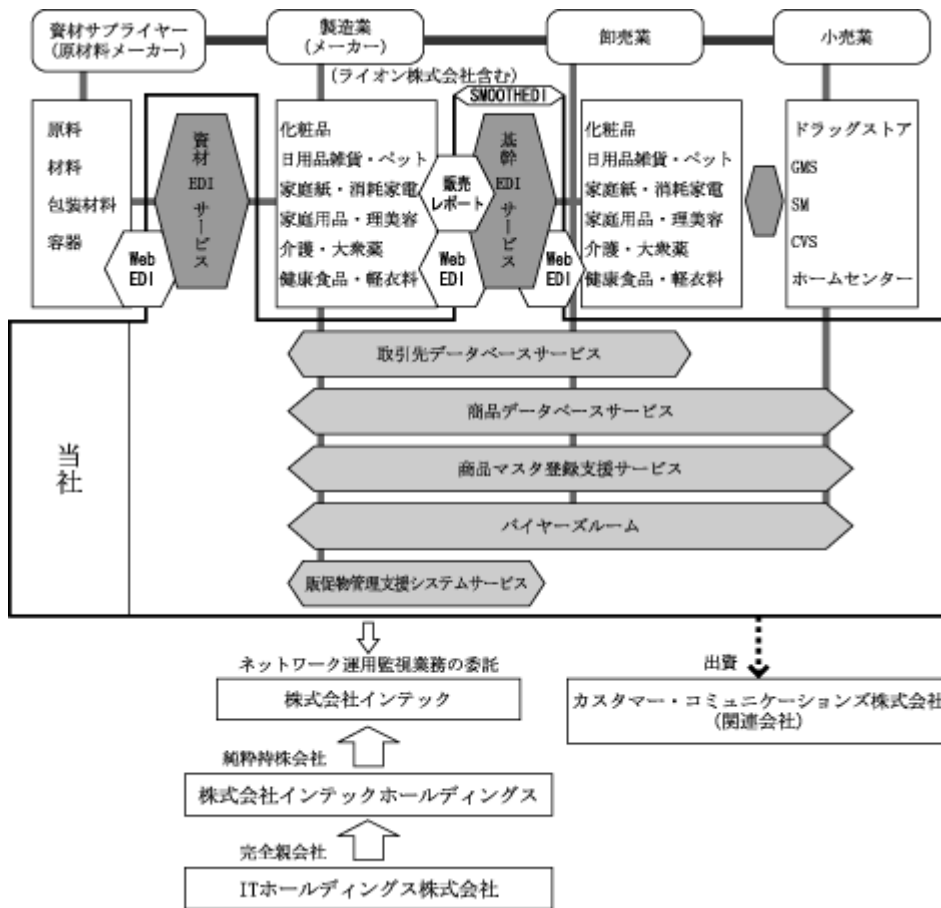 資材サプライヤー
(原材料メーカー)
製造業
(メーカー)
卸売業
小売業
(ライオン株式会社含む)
SMOOTHEDI
原料
材料
包装材料
容器
資材 EDI サービス
Web
EDI
化粧品
日用品雑貨・ペット
家庭紙・消耗家電
家庭用品・理美容
介護・大衆薬
健康食品・軽衣料
販売
レポート
Web
EDI
基幹 EDI サービス
Web
EDI
化粧品
日用品雑貨・ペット
家庭紙・消耗家電
家庭用品・理美容
介護・大衆薬
健康食品・軽衣料
ドラッグストア
GMS
SM
CVS
ホームセンター
当社
取引先データベースサービス
商品データベースサービス
商品マスタ登録支援サービス
バイヤーズルーム
販促物管理支援システムサービス
ネットワーク運用監視業務の委託
株式会社インテック
純粋持株会社
株式会社インテックホールディングス
完全親会社
ITホールディングス株式会社
出資
カスタマー・コミュニケーションズ株式会社
(関連会社)